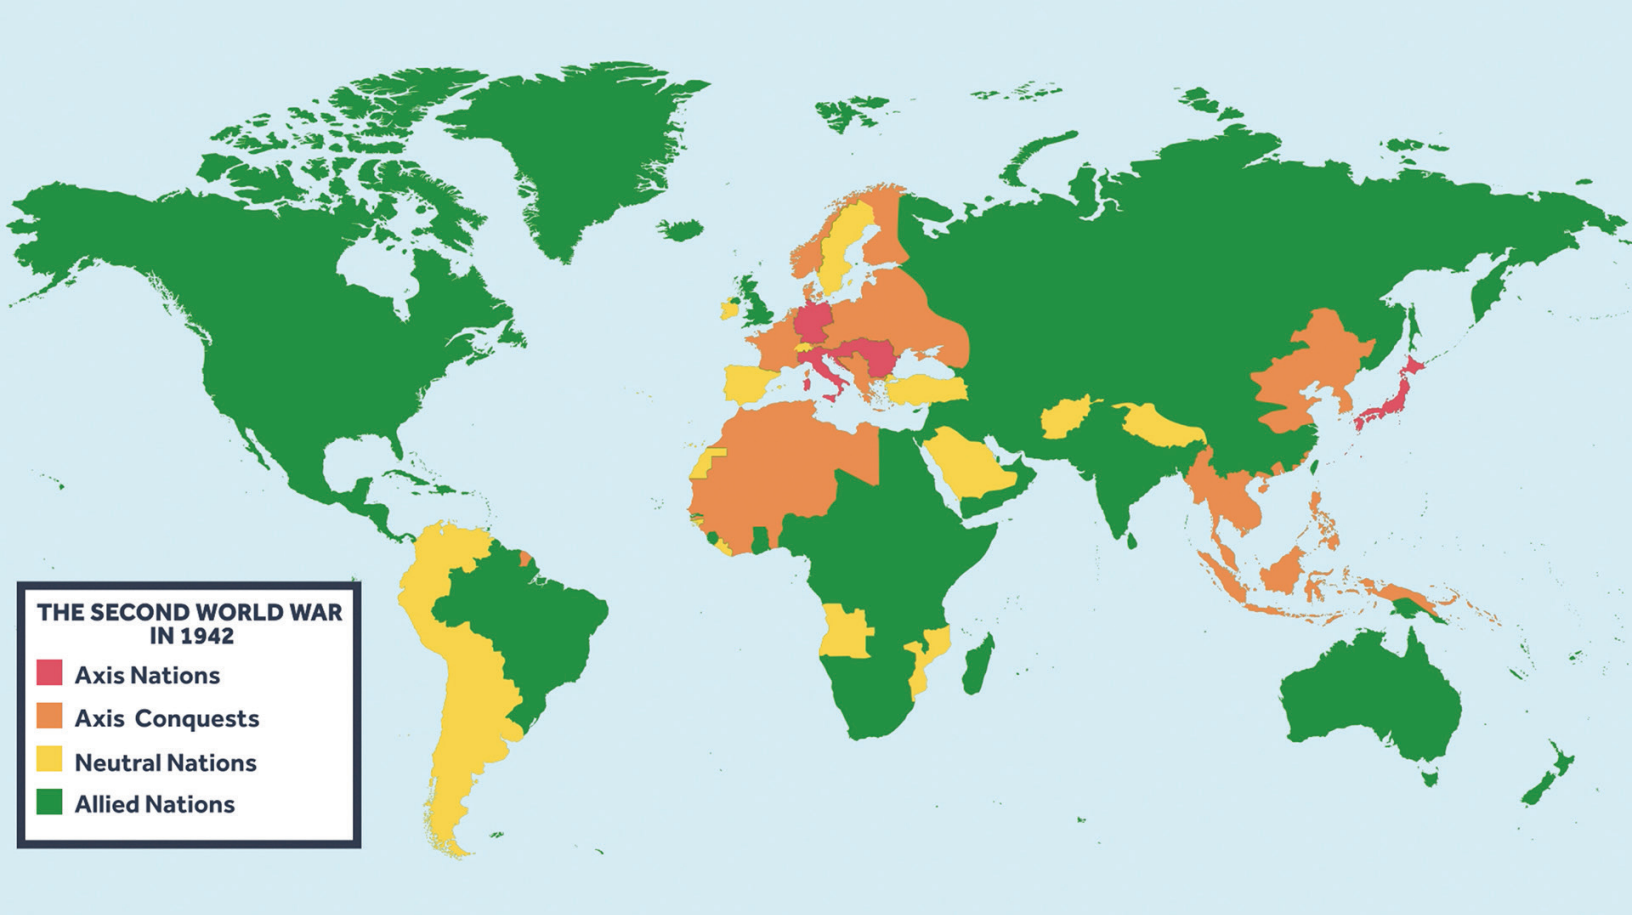 THE SECOND WORLD WAR
IN 1942
Axis Nations
Axis Conquests
Neutral Nations
Allied Nations